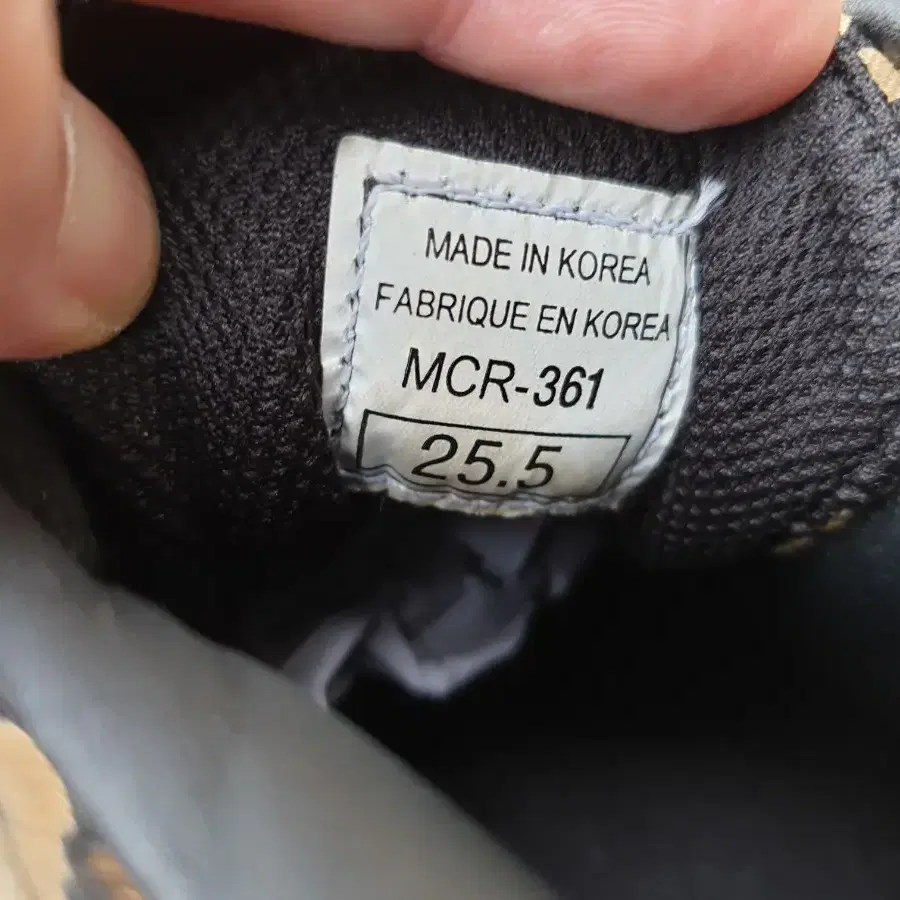 MADE IN KOREA
FABRIQUE EN KOREA
MCR-361
25.5